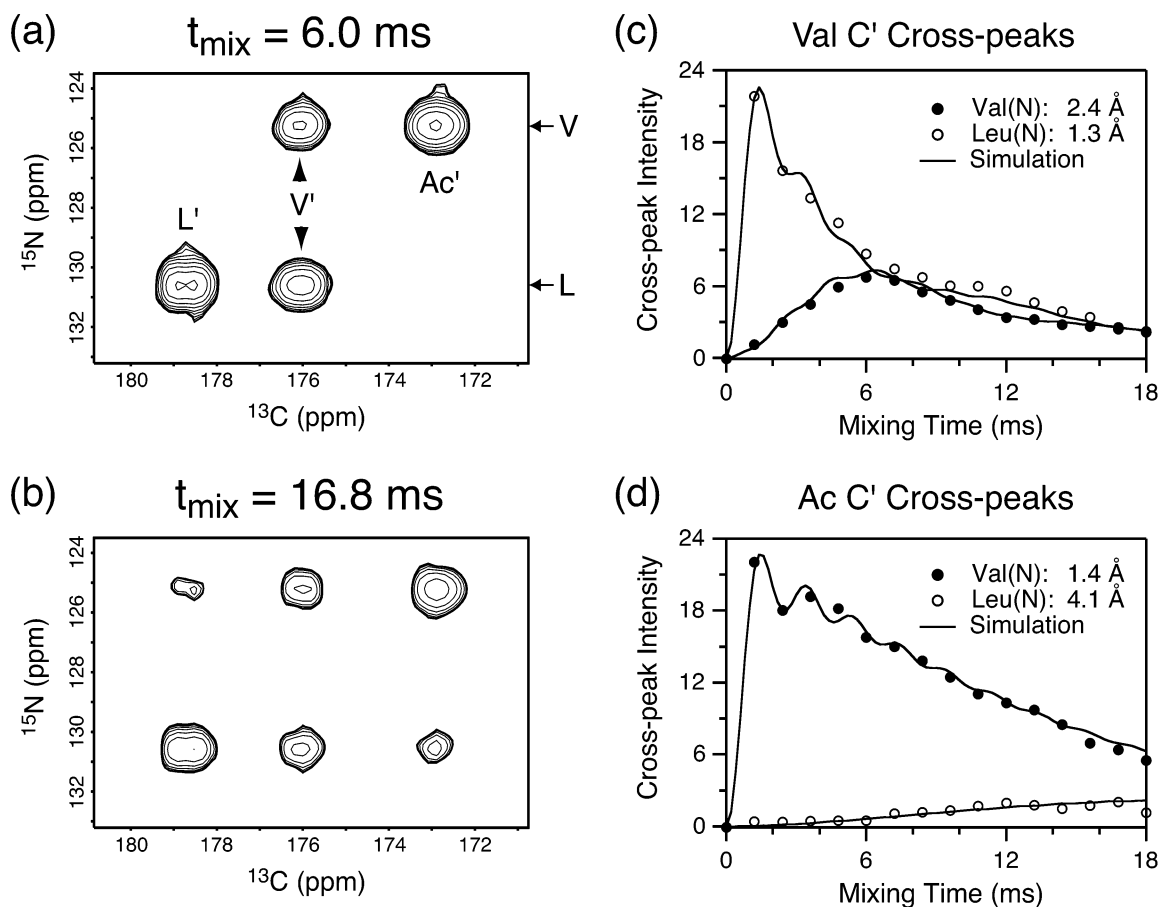 (a)
t_mix = 6.0 ms
124
126
128
130
132
15N (ppm)
V
Ac'
V'
L'
L
180
178
176
174
172
13C (ppm)
(b)
t_mix = 16.8 ms
124
126
128
130
132
15N (ppm)
180
178
176
174
172
13C (ppm)
(c)
Val C' Cross-peaks
24
18
12
6
0
Cross-peak Intensity
Val(N): 2.4 Å
Leu(N): 1.3 Å
Simulation
0
6
12
18
Mixing Time (ms)
(d)
Ac C' Cross-peaks
24
18
12
6
0
Cross-peak Intensity
Val(N): 1.4 Å
Leu(N): 4.1 Å
Simulation
0
6
12
18
Mixing Time (ms)